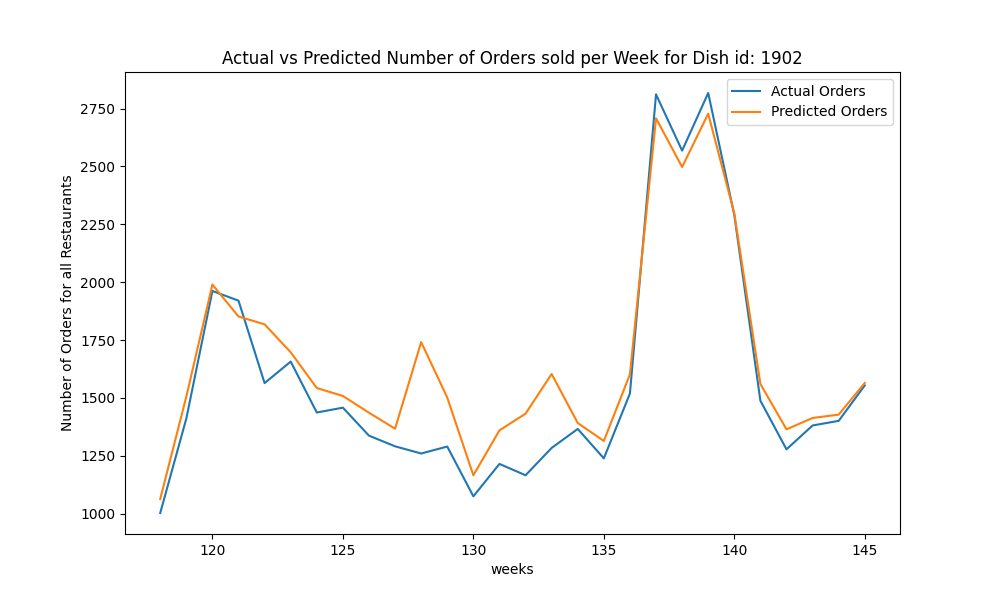 Actual vs Predicted Number of Orders sold per Week for Dish id: 1902
Actual Orders
Predicted Orders
Number of Orders for all Restaurants
2750
2500
2250
2000
1750
1500
1250
1000
120 125 130 135 140 145
weeks